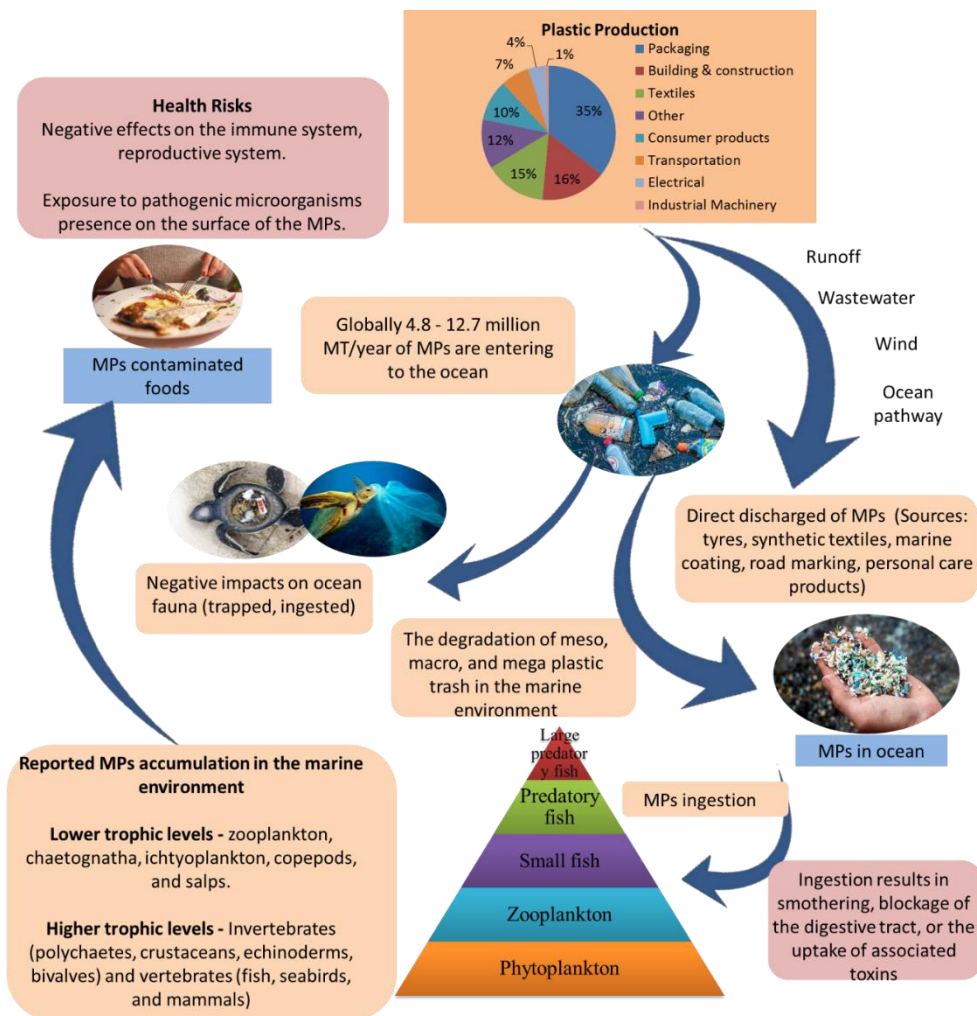 Plastic Production
4%
1%
7%
10%
12%
15%
16%
35%
Packaging
Building & construction
Textiles
Other
Consumer products
Transportation
Electrical
Industrial Machinery
Health Risks
Negative effects on the immune system,
reproductive system.
Exposure to pathogenic microorganisms
presence on the surface of the MPs.
MPs contaminated
foods
Globally 4.8 - 12.7 million
MT/year of MPs are entering
to the ocean
Runoff
Wastewater
Wind
Ocean
pathway
Negative impacts on ocean
fauna (trapped, ingested)
Direct discharged of MPs (Sources:
tyres, synthetic textiles, marine
coating, road marking, personal care
products)
The degradation of meso,
macro, and mega plastic
trash in the marine
environment
MPs in ocean
Reported MPs accumulation in the marine
environment
Lower trophic levels - zooplankton,
chaetognatha, ichtyoplankton, copepods,
and salps.
Higher trophic levels - Invertebrates
(polychaetes, crustaceans, echinoderms,
bivalves) and vertebrates (fish, seabirds,
and mammals)
Large
predator
y fish
Predatory
fish
Small fish
Zooplankton
Phytoplankton
MPs ingestion
Ingestion results in
smothering, blockage of
the digestive tract, or the
uptake of associated
toxins